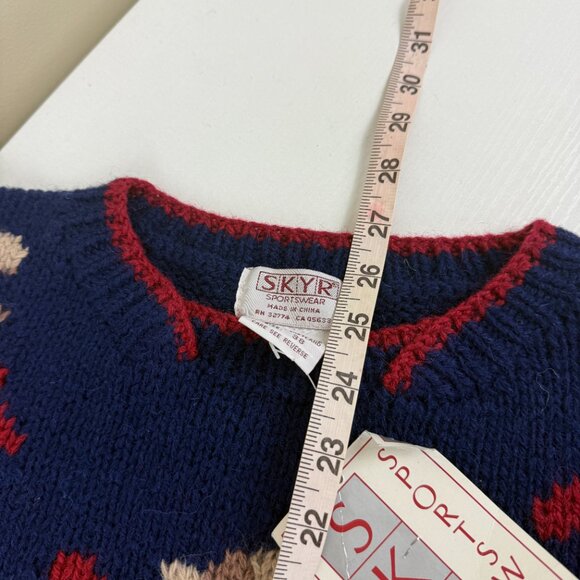 31
30
29
28
27
26
25
24
23
22
SKYR
SPORTSWEAR
MADE IN CHINA
RN 32774 CA
CARE SEE REVERSE
SPORTSW
SK